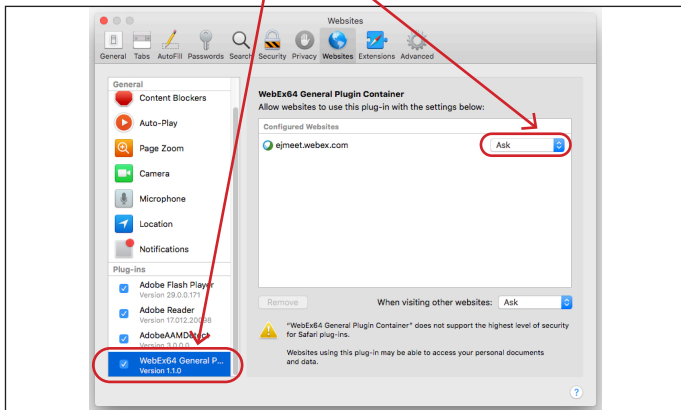 Websites
General Tabs AutoFill Passwords Search Security Privacy Websites Extensions Advanced
General
Content Blockers
Auto-Play
Page Zoom
Camera
Microphone
Location
Notifications
Plug-ins
Adobe Flash Player
Version 29.0.0.171
Adobe Reader
Version 17.012.20098
AdobeAAMDetect
Version 3.0.0.0
WebEx64 General P...
Version 1.1.0
WebEx64 General Plugin Container
Allow websites to use this plug-in with the settings below:
Configured Websites
ejmeet.webex.com Ask
Remove When visiting other websites: Ask
"WebEx64 General Plugin Container" does not support the highest level of security
for Safari plug-ins.
Websites using this plug-in may be able to access your personal documents
and data.
?